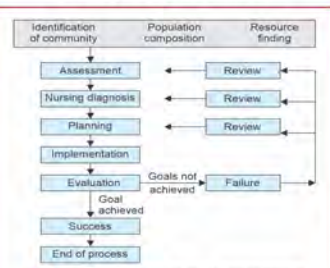 Identification of community
Population composition
Resource finding
Assessment
Review
Nursing diagnosis
Review
Planning
Review
Implementation
Evaluation
Goals not achieved
Failure
Goal achieved
Success
End of process